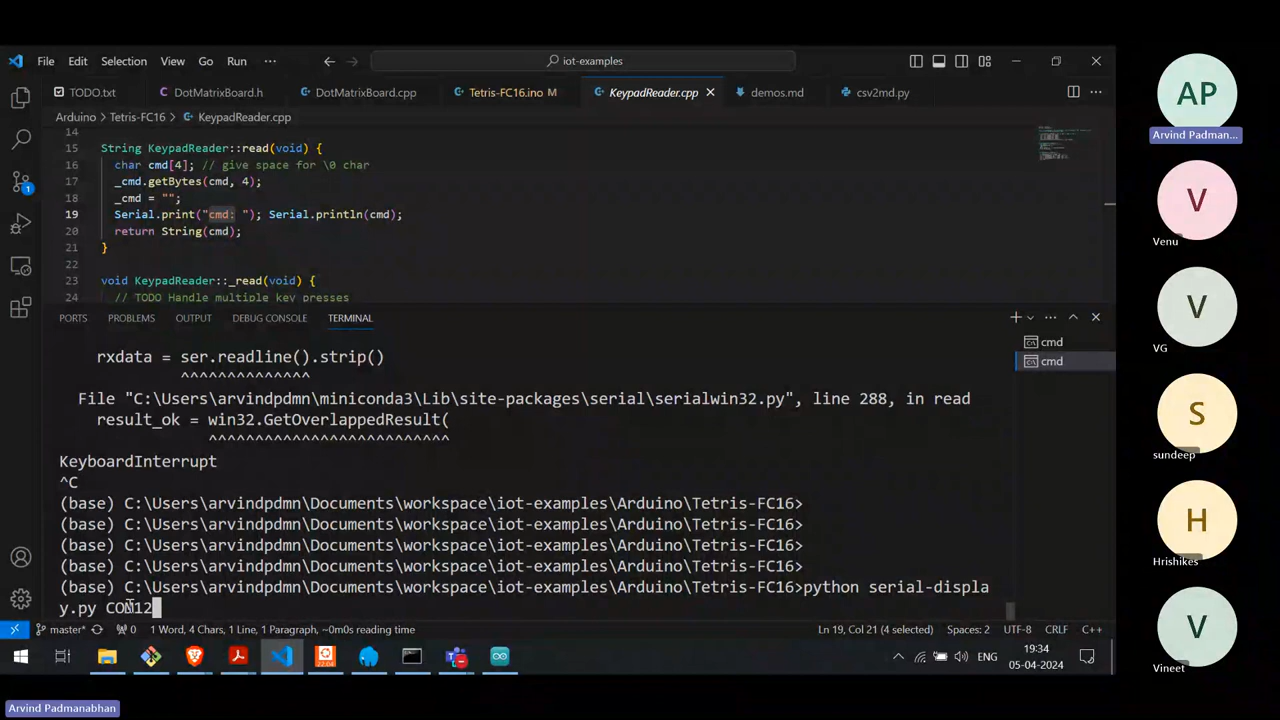 File Edit Selection View Go Run ··· iot-examples
TODO.txt DotMatrixBoard.h DotMatrixBoard.cpp Tetris-FC16.ino M KeypadReader.cpp demos.md csv2md.py ···
Arduino > Tetris-FC16 > KeypadReader.cpp
14
15 String KeypadReader::read(void) {
16 char cmd[4]; // give space for \0 char
17 _cmd.getBytes(cmd, 4);
18 _cmd = "";
19 Serial.print("cmd: "); Serial.println(cmd);
20 return String(cmd);
21 }
22
23 void KeypadReader::_read(void) {
24 // TODO Handle multiple key presses
PORTS PROBLEMS OUTPUT DEBUG CONSOLE TERMINAL
rxdata = ser.readline().strip()
^^^^^^^^^^^^^^
File "C:\Users\arvindpdmn\miniconda3\Lib\site-packages\serial\serialwin32.py", line 288, in read
result_ok = win32.GetOverlappedResult(
^^^^^^^^^^^^^^^^^^^^^^^^^^
KeyboardInterrupt
^C
(base) C:\Users\arvindpdmn\Documents\workspace\iot-examples\Arduino\Tetris-FC16>
(base) C:\Users\arvindpdmn\Documents\workspace\iot-examples\Arduino\Tetris-FC16>
(base) C:\Users\arvindpdmn\Documents\workspace\iot-examples\Arduino\Tetris-FC16>
(base) C:\Users\arvindpdmn\Documents\workspace\iot-examples\Arduino\Tetris-FC16>
(base) C:\Users\arvindpdmn\Documents\workspace\iot-examples\Arduino\Tetris-FC16>python serial-displa
y.py COM12
cmd
cmd
1
master* 0 1 Word, 4 Chars, 1 Line, 1 Paragraph, ~0m0s reading time Ln 19, Col 21 (4 selected) Spaces: 2 UTF-8 CRLF C++
22:04
ENG
19:34
05-04-2024
AP
Arvind Padman...
V
Venu
V
VG
S
sundeep
H
Hrishikes
V
Vineet
Arvind Padmanabhan